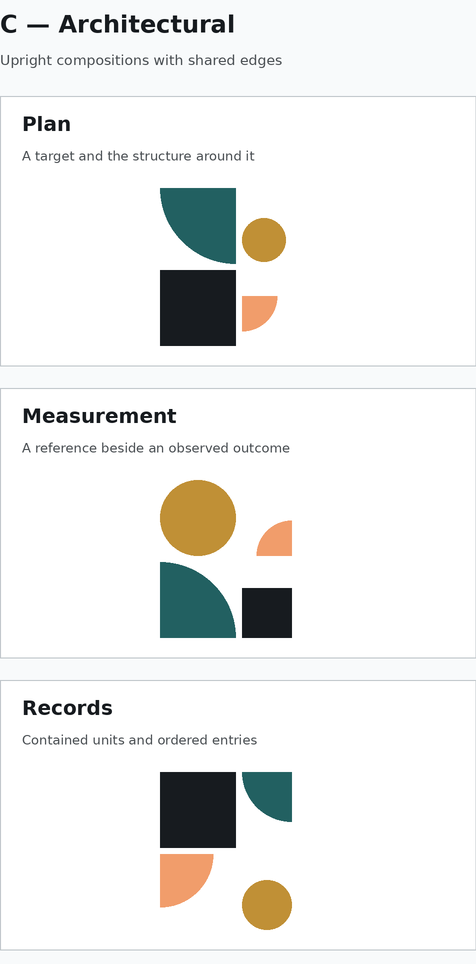 C — Architectural
Upright compositions with shared edges
Plan
A target and the structure around it
Measurement
A reference beside an observed outcome
Records
Contained units and ordered entries